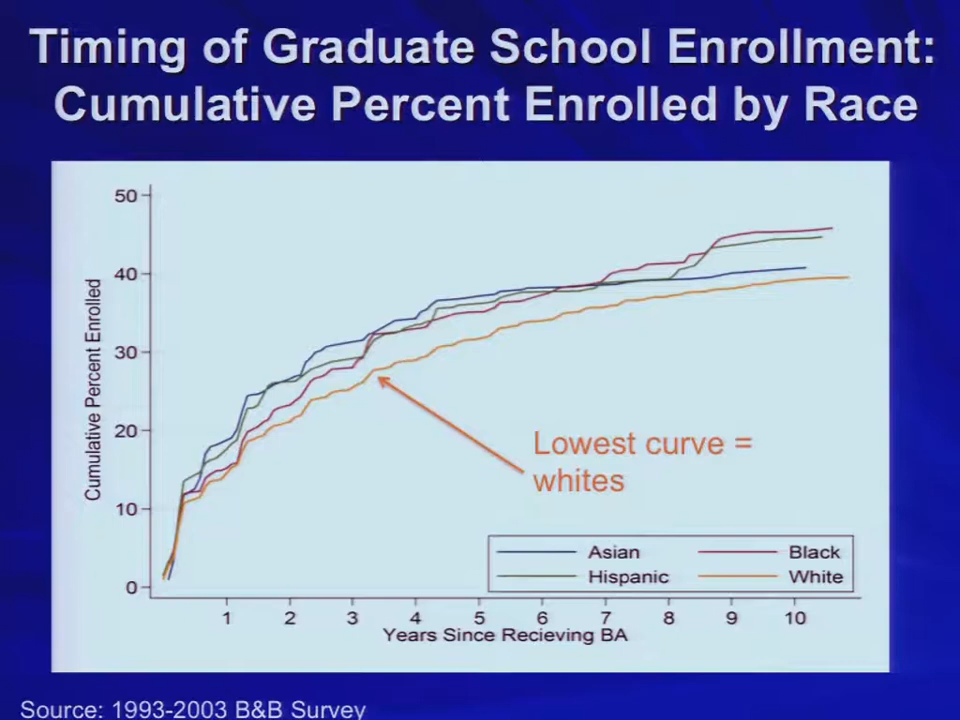 Timing of Graduate School Enrollment:
Cumulative Percent Enrolled by Race
50
40
30
20
10
0
Cumulative Percent Enrolled
Lowest curve =
whites
Asian
Black
Hispanic
White
1 2 3 4 5 6 7 8 9 10
Years Since Recieving BA
Source: 1993-2003 B&B Survey